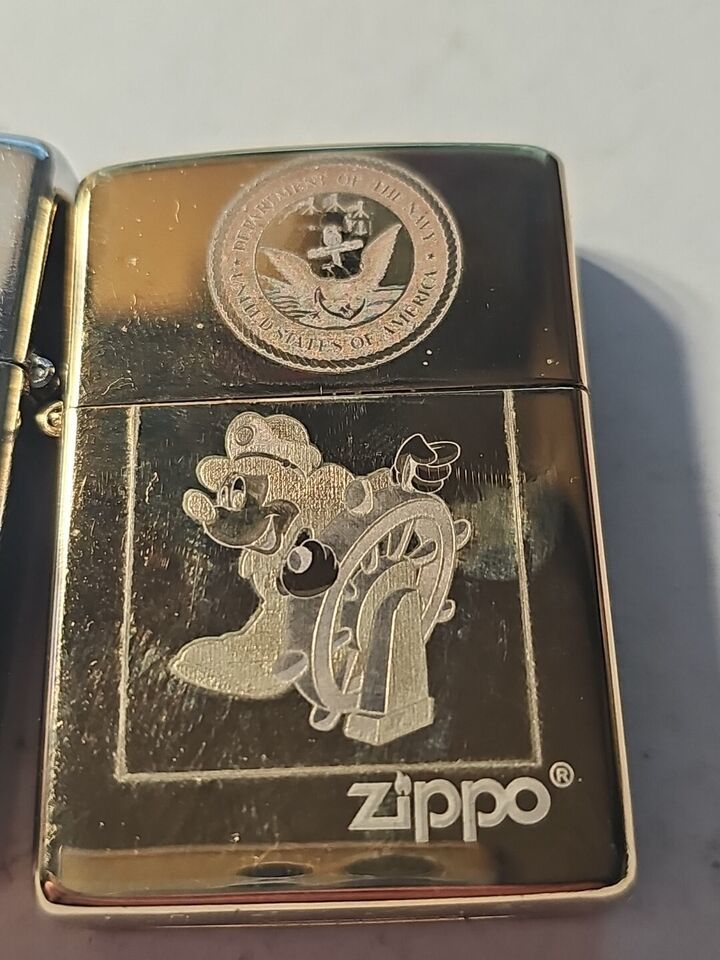 DEPARTMENT OF THE NAVY
★ UNITED STATES OF AMERICA ★
zippo®